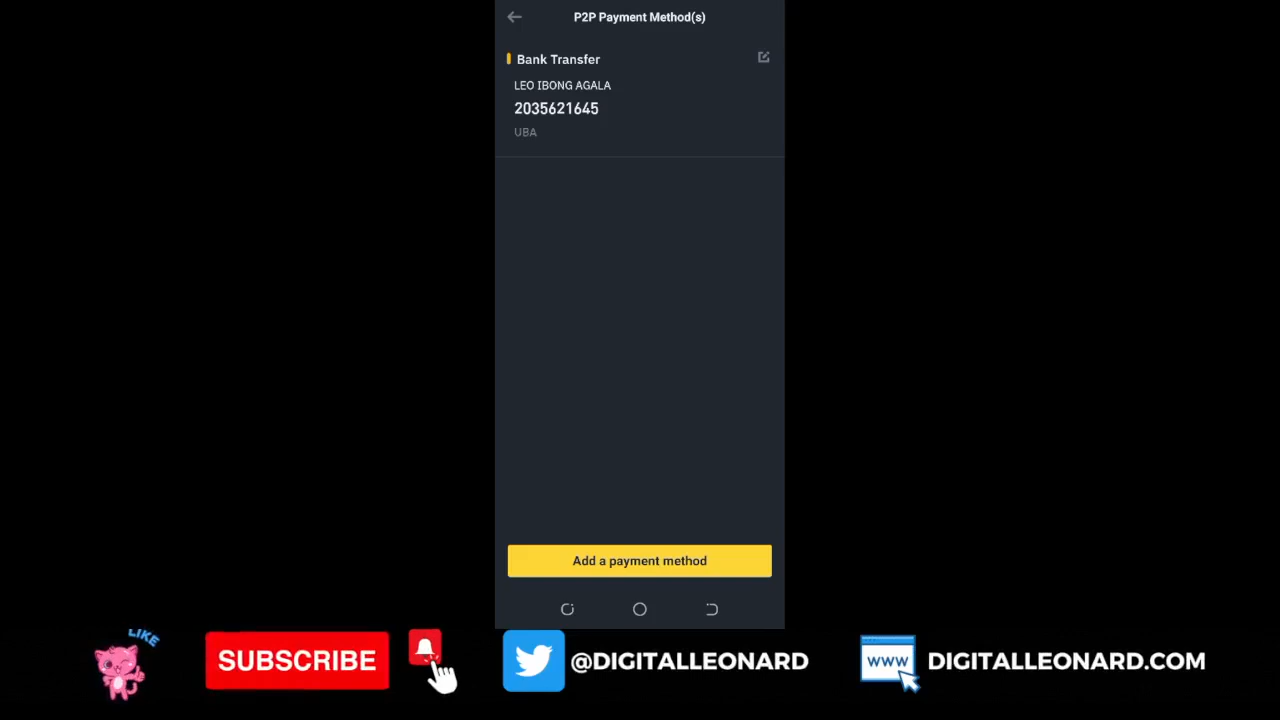 P2P Payment Method(s)
Bank Transfer
LEO IBONG AGALA
2035621645
UBA
Add a payment method
LIKE
SUBSCRIBE
@DIGITALLEONARD
WWW
DIGITALLEONARD.COM